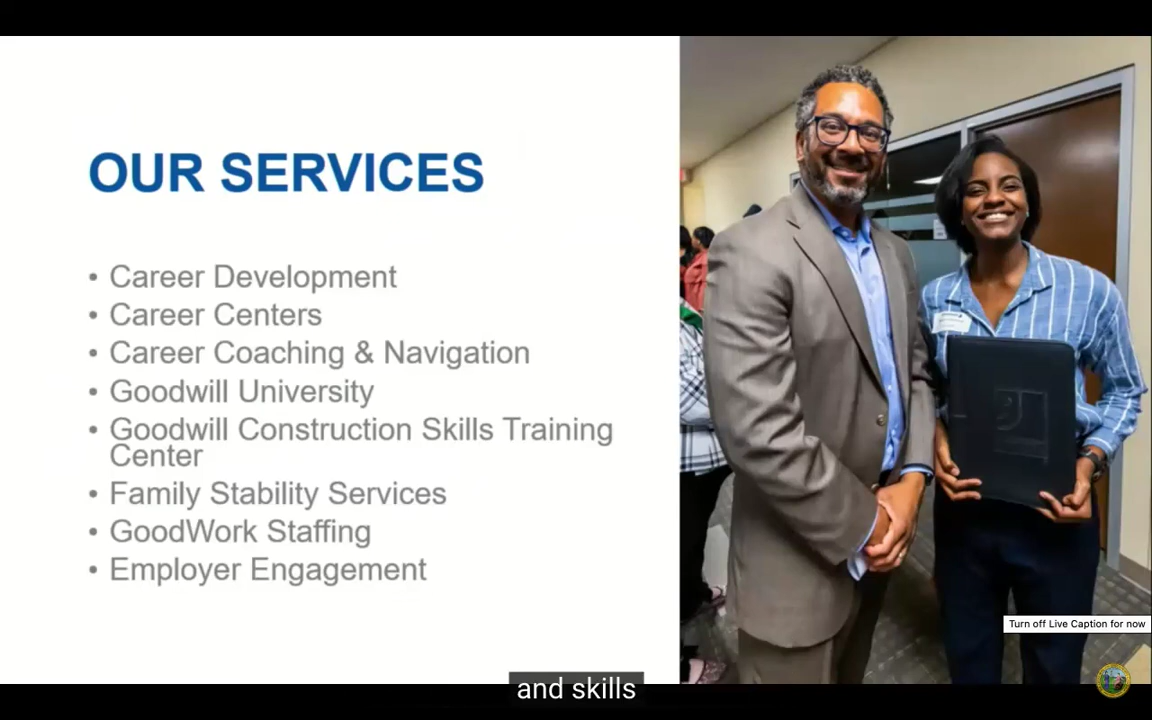 OUR SERVICES
• Career Development
• Career Centers
• Career Coaching & Navigation
• Goodwill University
• Goodwill Construction Skills Training
Center
• Family Stability Services
• GoodWork Staffing
• Employer Engagement
Turn off Live Caption for now
and skills